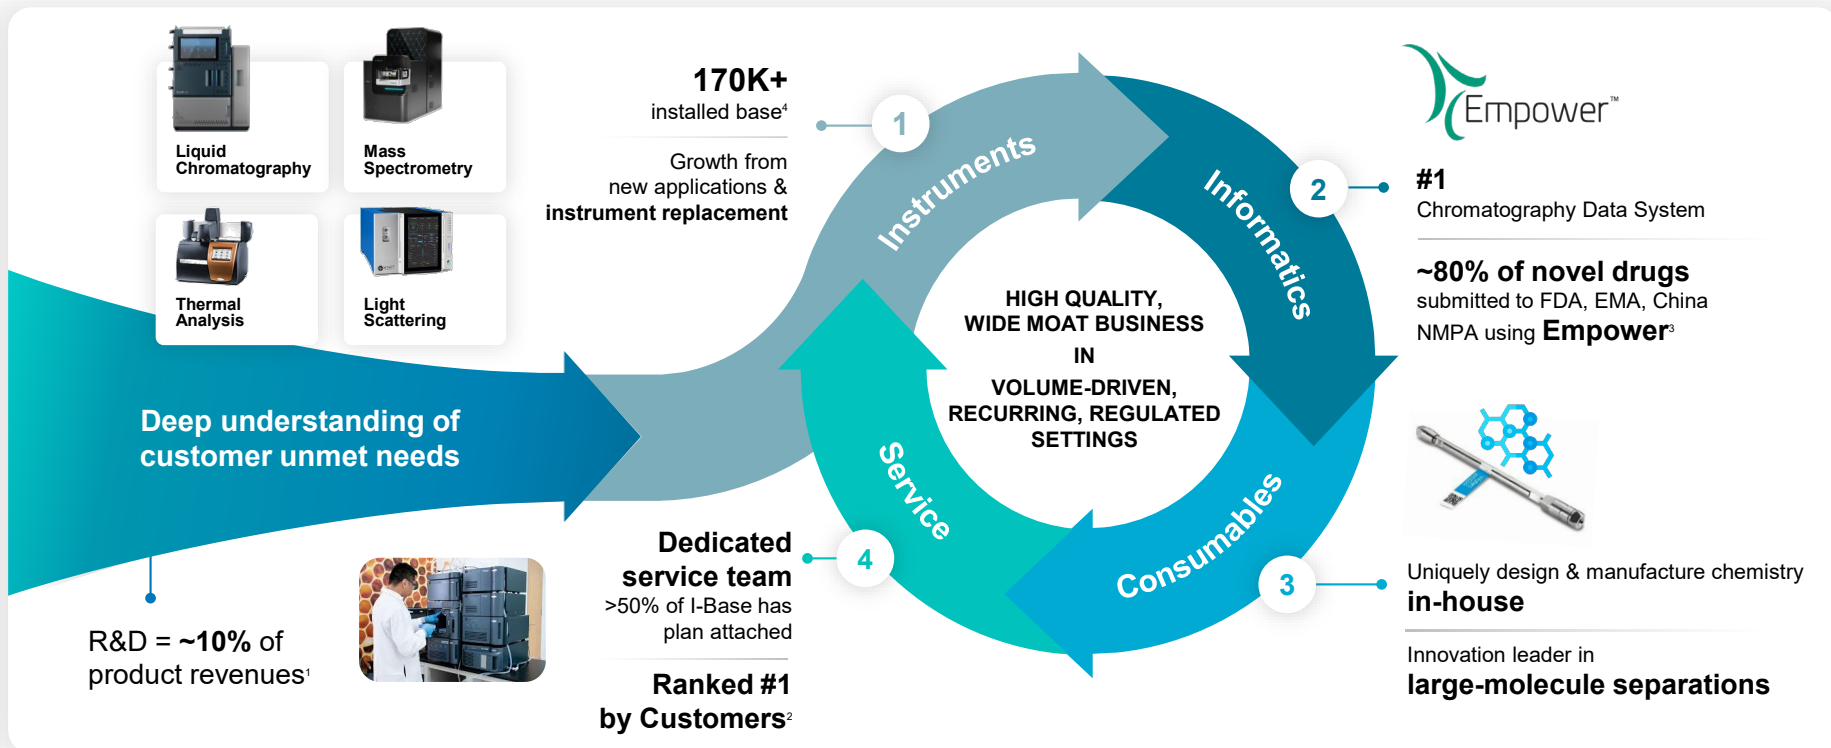 Liquid
Chromatography
Mass
Spectrometry
Thermal
Analysis
Light
Scattering
Deep understanding of
customer unmet needs
R&D = ~10% of
product revenues¹
170K+
installed base⁴
Growth from
new applications &
instrument replacement
1
Instruments
Empower™
2
Informatics
#1
Chromatography Data System
~80% of novel drugs
submitted to FDA, EMA, China
NMPA using Empower³
HIGH QUALITY,
WIDE MOAT BUSINESS
IN
VOLUME-DRIVEN,
RECURRING, REGULATED
SETTINGS
3
Consumables
Uniquely design & manufacture chemistry
in-house
Innovation leader in
large-molecule separations
4
Service
Dedicated
service team
>50% of I-Base has
plan attached
Ranked #1
by Customers²